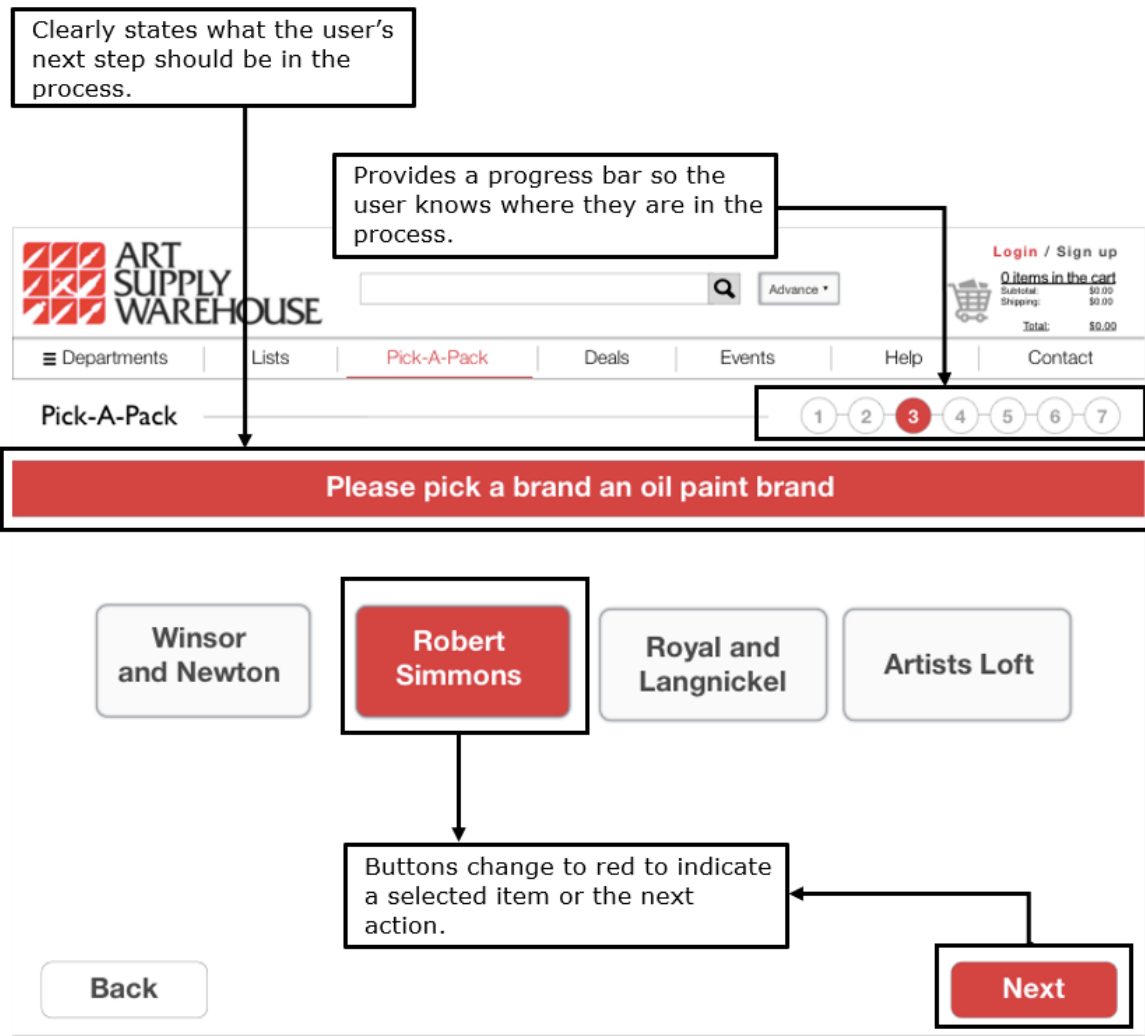 Clearly states what the user's
next step should be in the
process.
Provides a progress bar so the
user knows where they are in the
process.
ART
SUPPLY
WAREHOUSE
Advance
Login / Sign up
0 items in the cart
Subtotal: $0.00
Shipping: $0.00
Total: $0.00
Departments Lists Pick-A-Pack Deals Events Help Contact
Pick-A-Pack 1 2 3 4 5 6 7
Please pick a brand an oil paint brand
Winsor
and Newton
Robert
Simmons
Royal and
Langnickel
Artists Loft
Buttons change to red to indicate
a selected item or the next
action.
Back Next